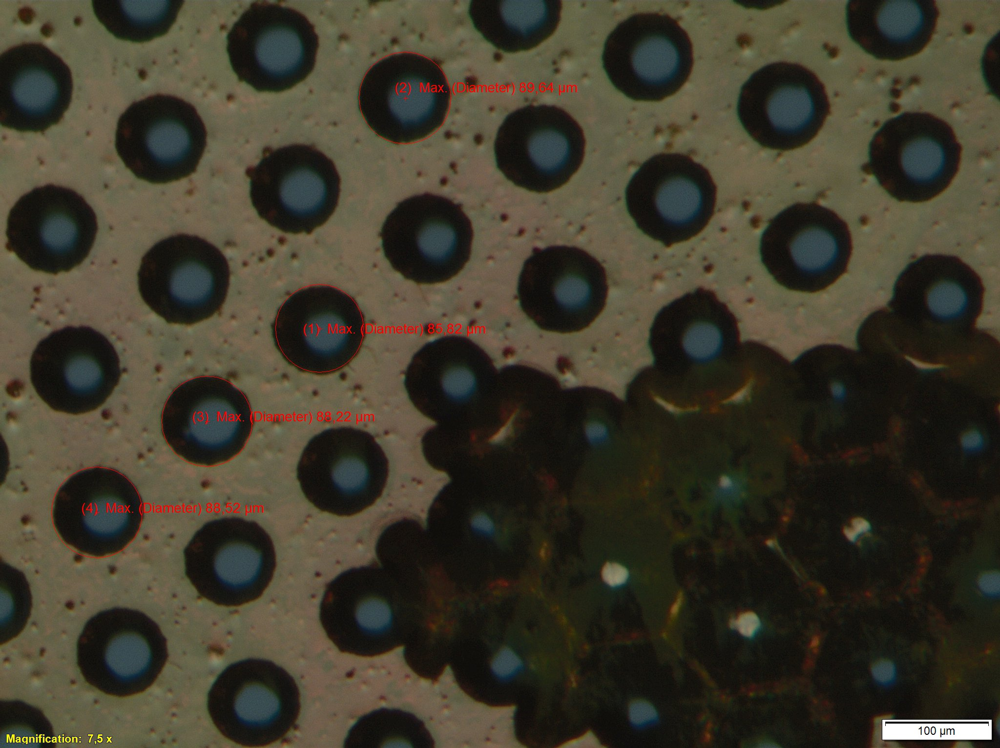 (2) Max. (Diameter) 89,64 µm
(1) Max. (Diameter) 85,82 µm
(3) Max. (Diameter) 88,22 µm
(4) Max. (Diameter) 88,52 µm
100 µm
Magnification: 7,5 x